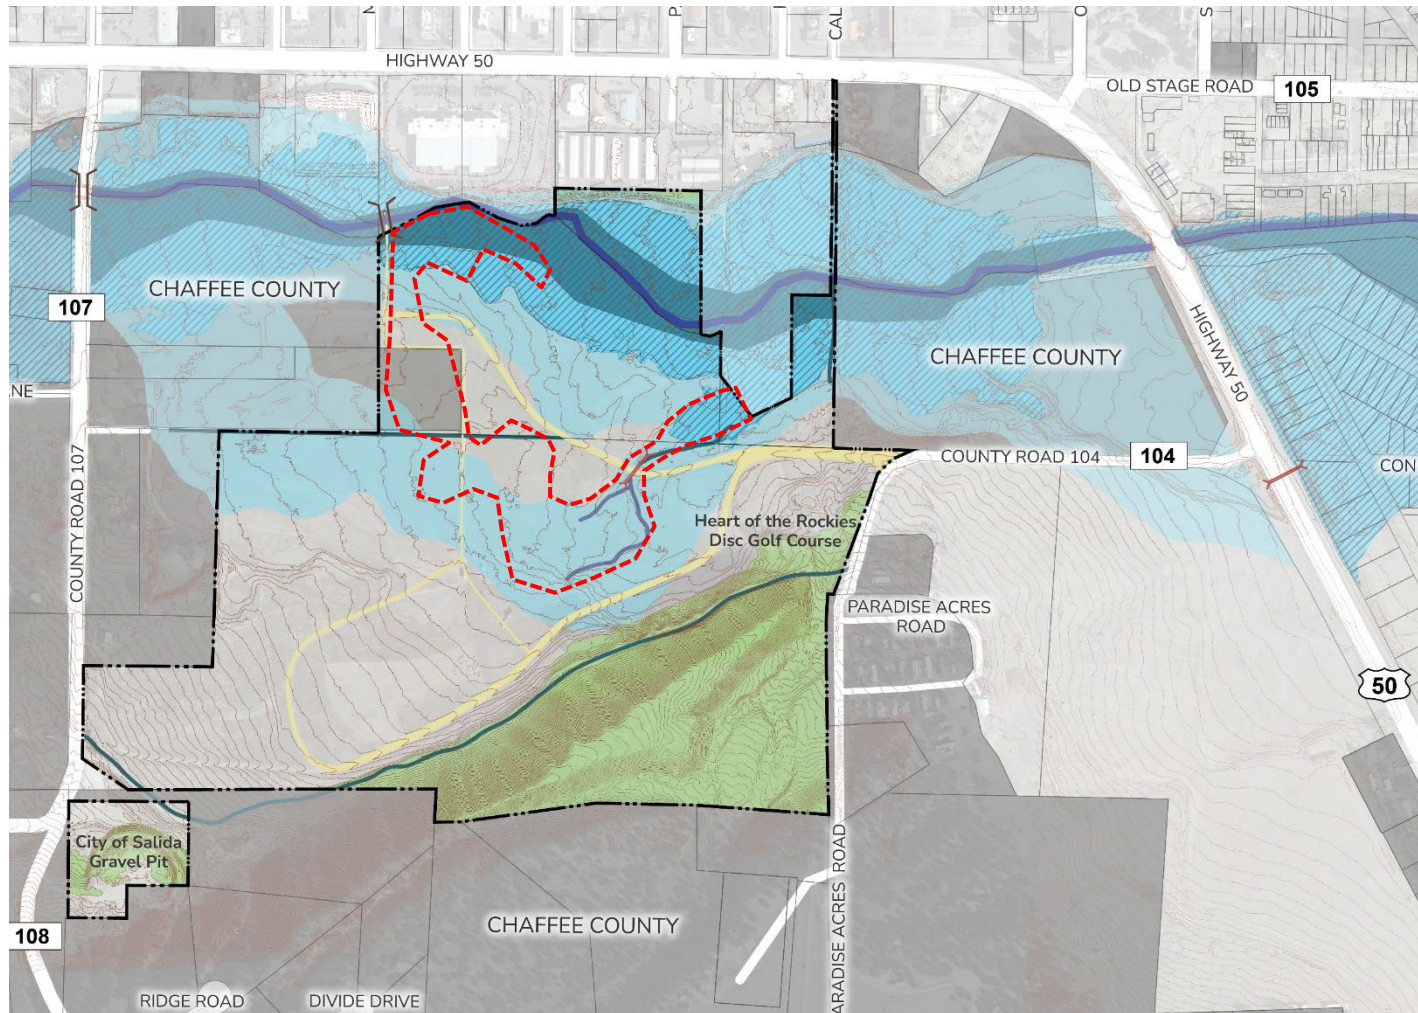 CAL
HIGHWAY 50
OLD STAGE ROAD
105
CHAFFEE COUNTY
107
HIGHWAY 50
CHAFFEE COUNTY
NE
COUNTY ROAD 107
COUNTY ROAD 104
104
CON
Heart of the Rockies
Disc Golf Course
PARADISE ACRES
ROAD
50
City of Salida
Gravel Pit
CHAFFEE COUNTY
ARADISE ACRES ROAD
108
RIDGE ROAD
DIVIDE DRIVE